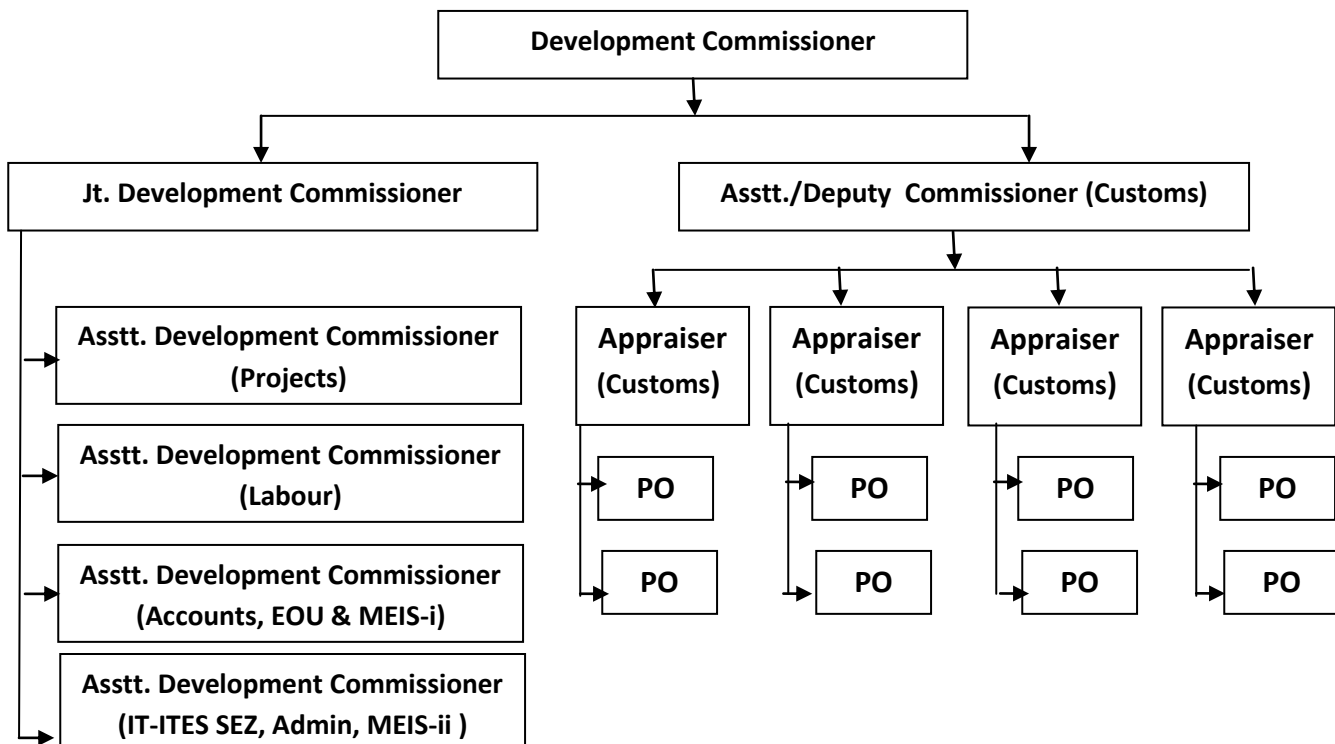 Development Commissioner
Jt. Development Commissioner
Asstt./Deputy Commissioner (Customs)
Asstt. Development Commissioner
(Projects)
Asstt. Development Commissioner
(Labour)
Asstt. Development Commissioner
(Accounts, EOU & MEIS-i)
Asstt. Development Commissioner
(IT-ITES SEZ, Admin, MEIS-ii )
Appraiser
(Customs)
PO
PO
Appraiser
(Customs)
PO
PO
Appraiser
(Customs)
PO
PO
Appraiser
(Customs)
PO
PO